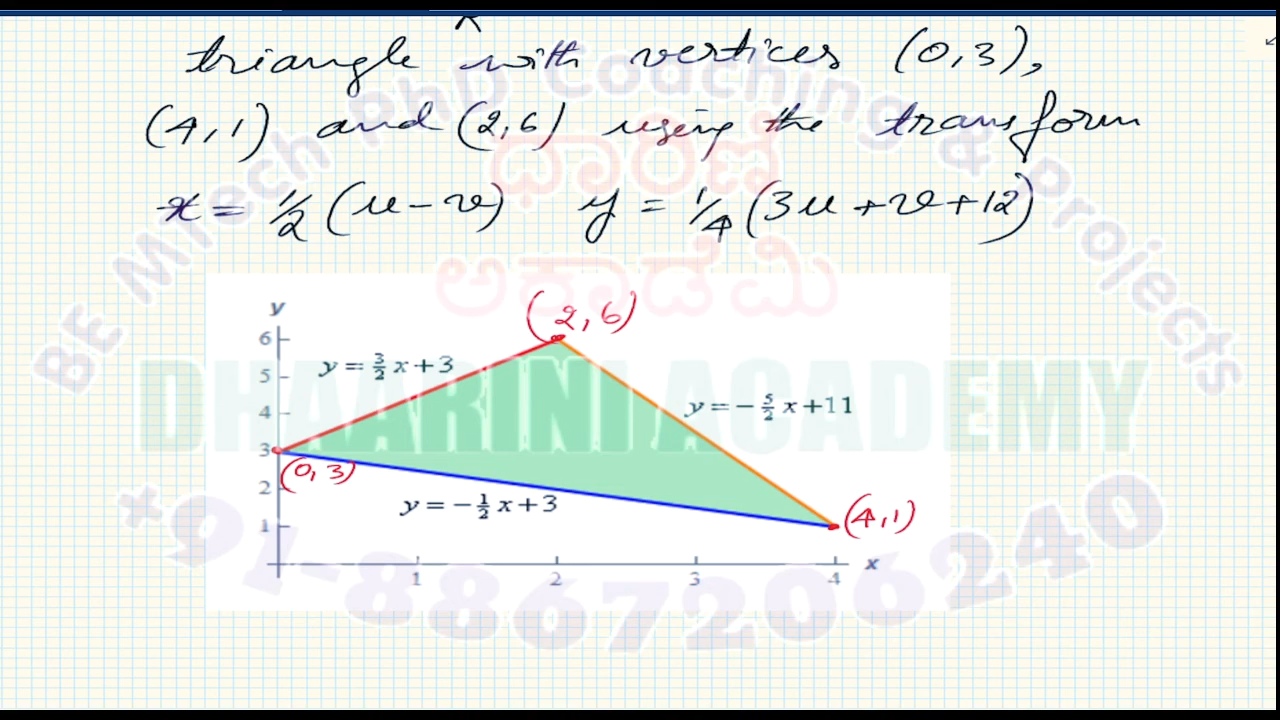 triangle with vertices (0,3),
(4,1) and (2,6) using the transform
x = 1/2 (u-v) y = 1/4 (3u+v+12)
BE MTech PhD Coaching & Projects
ಧಾರಿಣಿ
ಅಕಾಡೆಮಿ
DHAARINI ACADEMY
+91-8867206240
y
(2,6)
6
y = 3/2 x+3
5
y = - 5/2 x+11
4
3
(0,3)
2
y = - 1/2 x+3
(4,1)
1
x
1 2 3 4